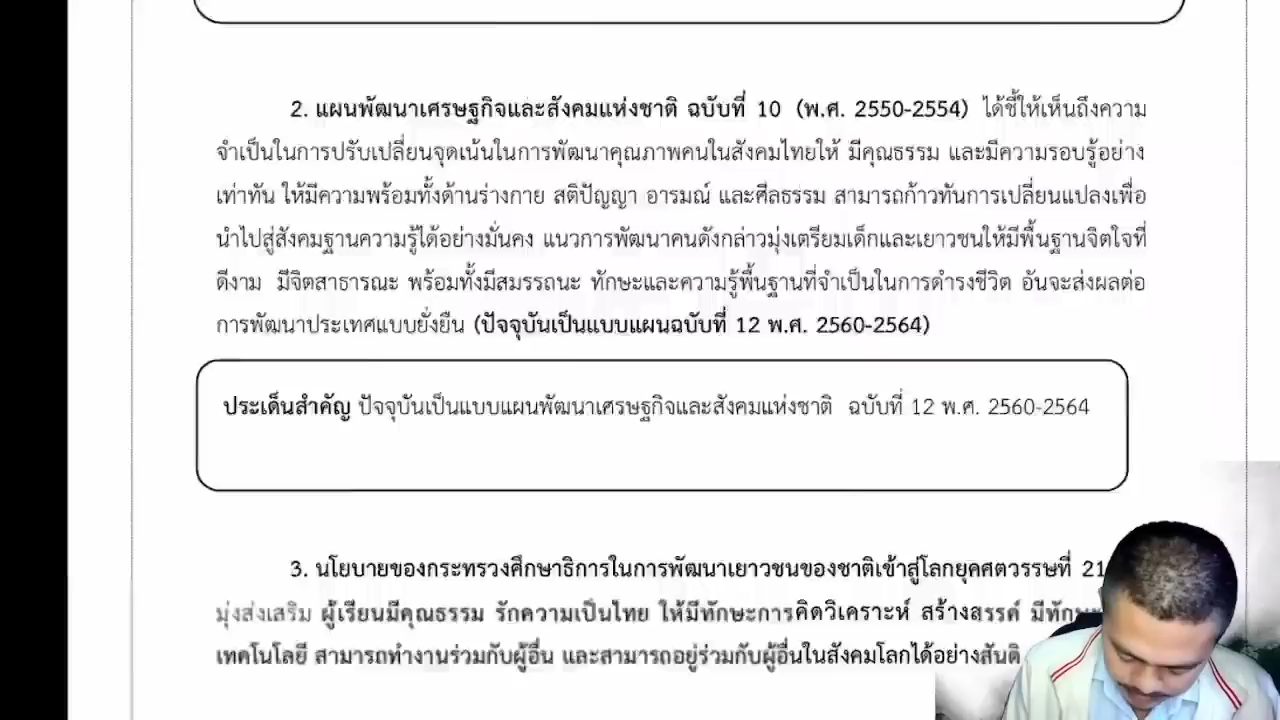 2. แผนพัฒนาเศรษฐกิจและสังคมแห่งชาติ ฉบับที่ 10 (พ.ศ. 2550-2554) ได้ชี้ให้เห็นถึงความ
จำเป็นในการปรับเปลี่ยนจุดเน้นในการพัฒนาคุณภาพคนในสังคมไทยให้ มีคุณธรรม และมีความรอบรู้อย่าง
เท่าทัน ให้มีความพร้อมทั้งด้านร่างกาย สติปัญญา อารมณ์ และศีลธรรม สามารถก้าวทันการเปลี่ยนแปลงเพื่อ
นำไปสู่สังคมฐานความรู้ได้อย่างมั่นคง แนวการพัฒนาคนดังกล่าวมุ่งเตรียมเด็กและเยาวชนให้มีพื้นฐานจิตใจที่
ดีงาม มีจิตสาธารณะ พร้อมทั้งมีสมรรถนะ ทักษะและความรู้พื้นฐานที่จำเป็นในการดำรงชีวิต อันจะส่งผลต่อ
การพัฒนาประเทศแบบยั่งยืน (ปัจจุบันเป็นแบบแผนฉบับที่ 12 พ.ศ. 2560-2564)
ประเด็นสำคัญ ปัจจุบันเป็นแบบแผนพัฒนาเศรษฐกิจและสังคมแห่งชาติ ฉบับที่ 12 พ.ศ. 2560-2564
3. นโยบายของกระทรวงศึกษาธิการในการพัฒนาเยาวชนของชาติเข้าสู่โลกยุคศตวรรษที่ 21
มุ่งส่งเสริม ผู้เรียนมีคุณธรรม รักความเป็นไทย ให้มีทักษะการคิดวิเคราะห์ สร้างสรรค์ มี
เทคโนโลยี สามารถทำงานร่วมกับผู้อื่น และสามารถอยู่ร่วมกับผู้อื่นในสังคมโลกได้อย่างสันติ